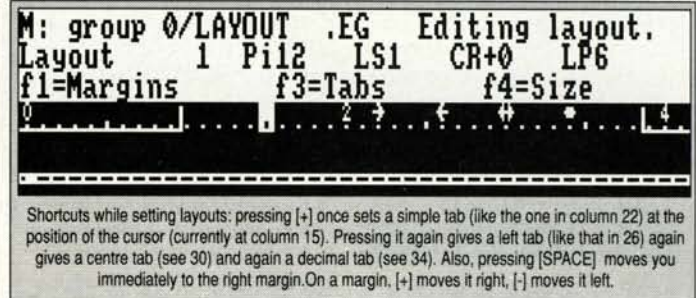 M: group 0/LAYOUT .EG Editing layout.
Layout 1 Pi12 LS1 CR+0 LP6
f1=Margins f3=Tabs f4=Size
0 2 → ← ↔ • 4
Shortcuts while setting layouts: pressing [+] once sets a simple tab (like the one in column 22) at the
position of the cursor (currently at column 15). Pressing it again gives a left tab (like that in 26) again
gives a centre tab (see 30) and again a decimal tab (see 34). Also, pressing [SPACE] moves you
immediately to the right margin.On a margin, [+] moves it right, [-] moves it left.